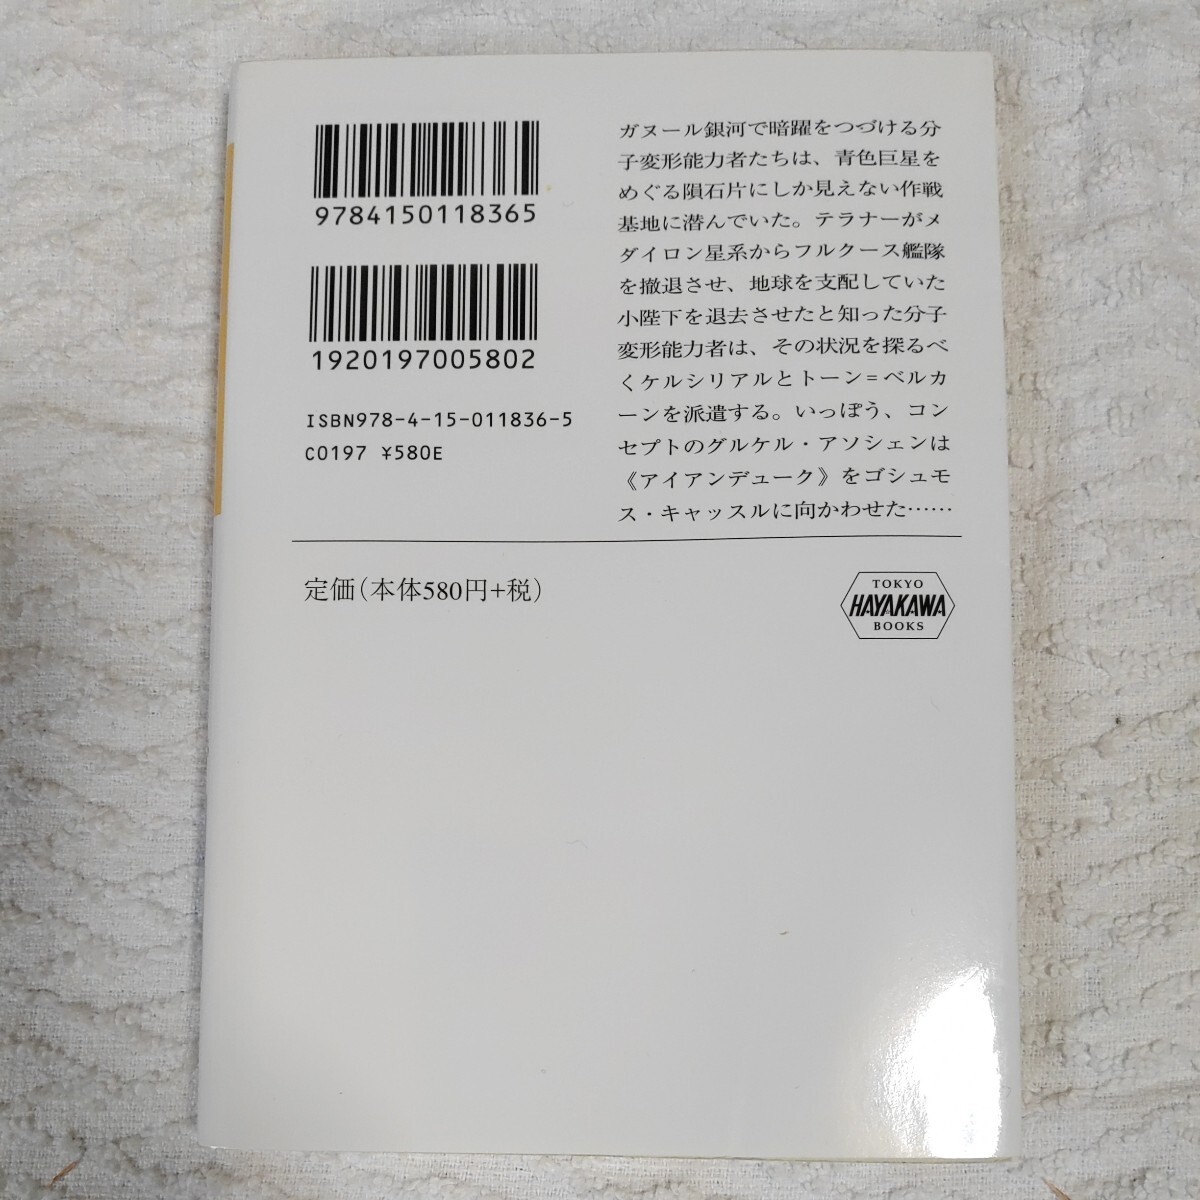 9784150118365
1920197005802
ISBN978-4-15-011836-5
C0197 ¥580E
ガヌール銀河で暗躍をつづける分
子変形能力者たちは、青色巨星を
めぐる隕石片にしか見えない作戦
基地に潜んでいた。テラナーがメ
ダイロン星系からフルクース艦隊
を撤退させ、地球を支配していた
小陛下を退去させたと知った分子
変形能力者は、その状況を探るべ
くケルシリアルとトーン=ベルカ
ーンを派遣する。いっぽう、コン
セプトのグルケル・アソシェンは
《アイアンデューク》をゴシュモ
ス・キャッスルに向かわせた……
定価(本体580円+税)
TOKYO
HAYAKAWA
BOOKS